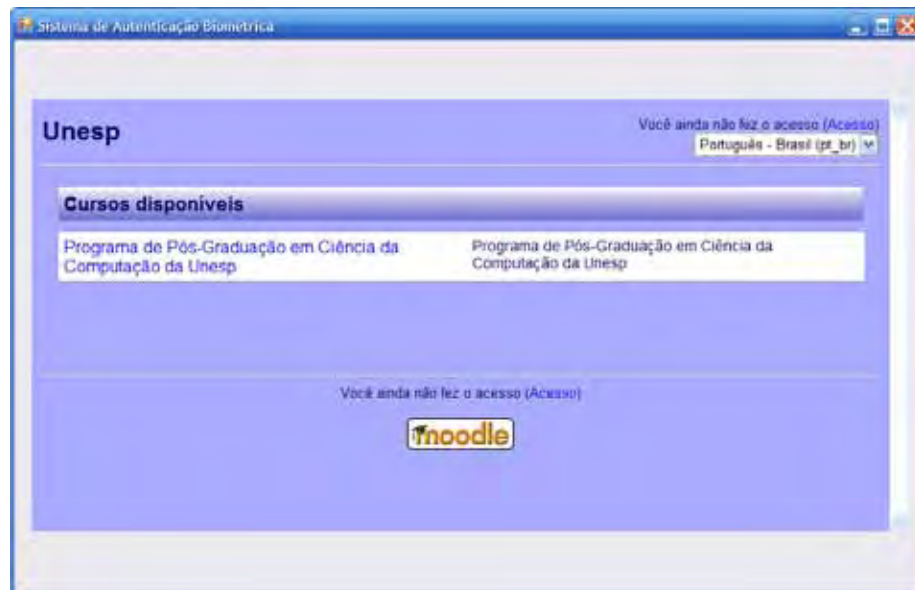 Sistema de Autenticação Biometrica
Unesp
Você ainda não fez o acesso (Acesso)
Português - Brasil (pt_br)
Cursos disponíveis
Programa de Pós-Graduação em Ciência da
Computação da Unesp
Programa de Pós-Graduação em Ciência da
Computação da Unesp
Você ainda não fez o acesso (Acesso)
moodle